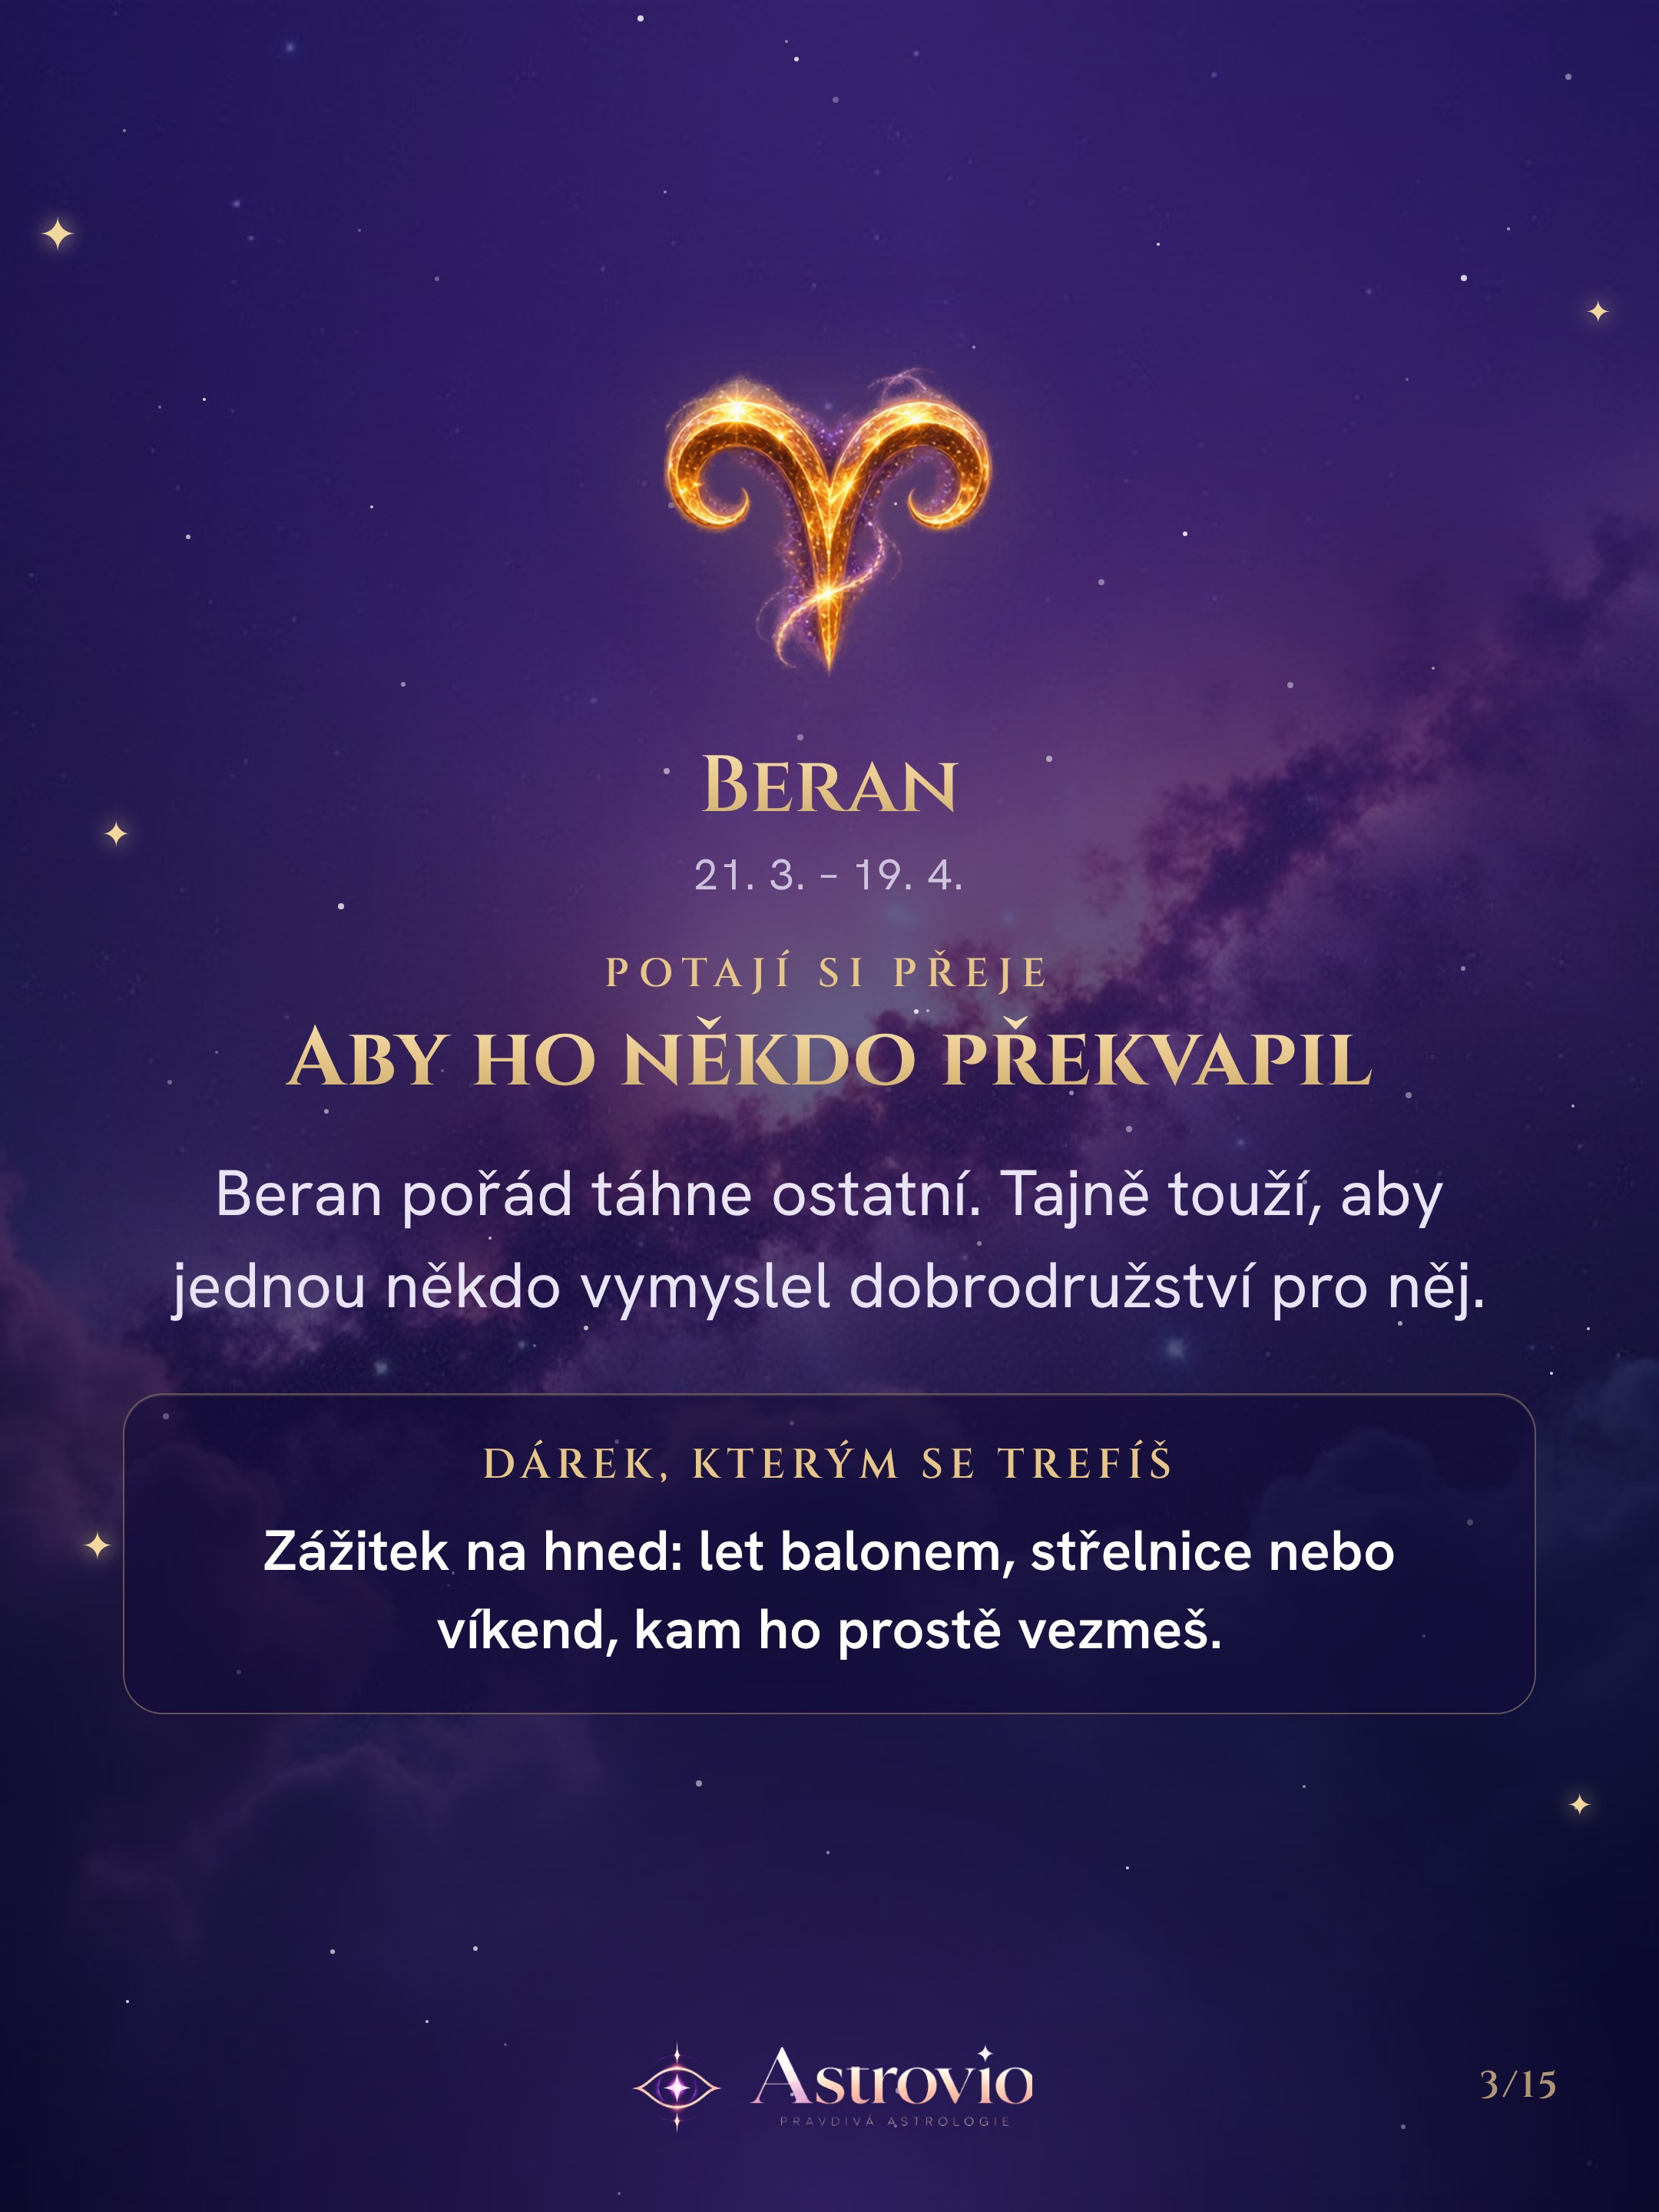 Beran
21. 3. – 19. 4.
POTAJÍ SI PŘEJE
Aby ho někdo překvapil
Beran pořád táhne ostatní. Tajně touží, aby
jednou někdo vymyslel dobrodružství pro něj.
DÁREK, KTERÝM SE TREFÍŠ
Zážitek na hned: let balonem, střelnice nebo
víkend, kam ho prostě vezmeš.
Astrovio
PRAVDIVÁ ASTROLOGIE
3/15